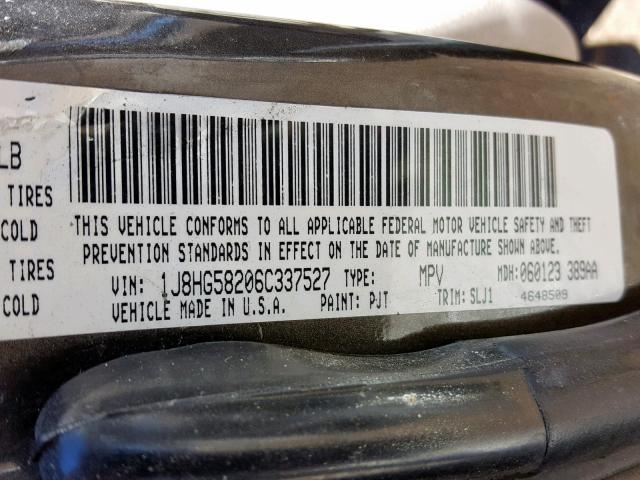 LB
TIRES
COLD
TIRES
COLD
THIS VEHICLE CONFORMS TO ALL APPLICABLE FEDERAL MOTOR VEHICLE SAFETY AND THEFT
PREVENTION STANDARDS IN EFFECT ON THE DATE OF MANUFACTURE SHOWN ABOVE.
VIN: 1J8HG58206C337527 TYPE: MPV MDH: 060123 389AA
VEHICLE MADE IN U.S.A. PAINT: PJT TRIM: SLJ1 4648509